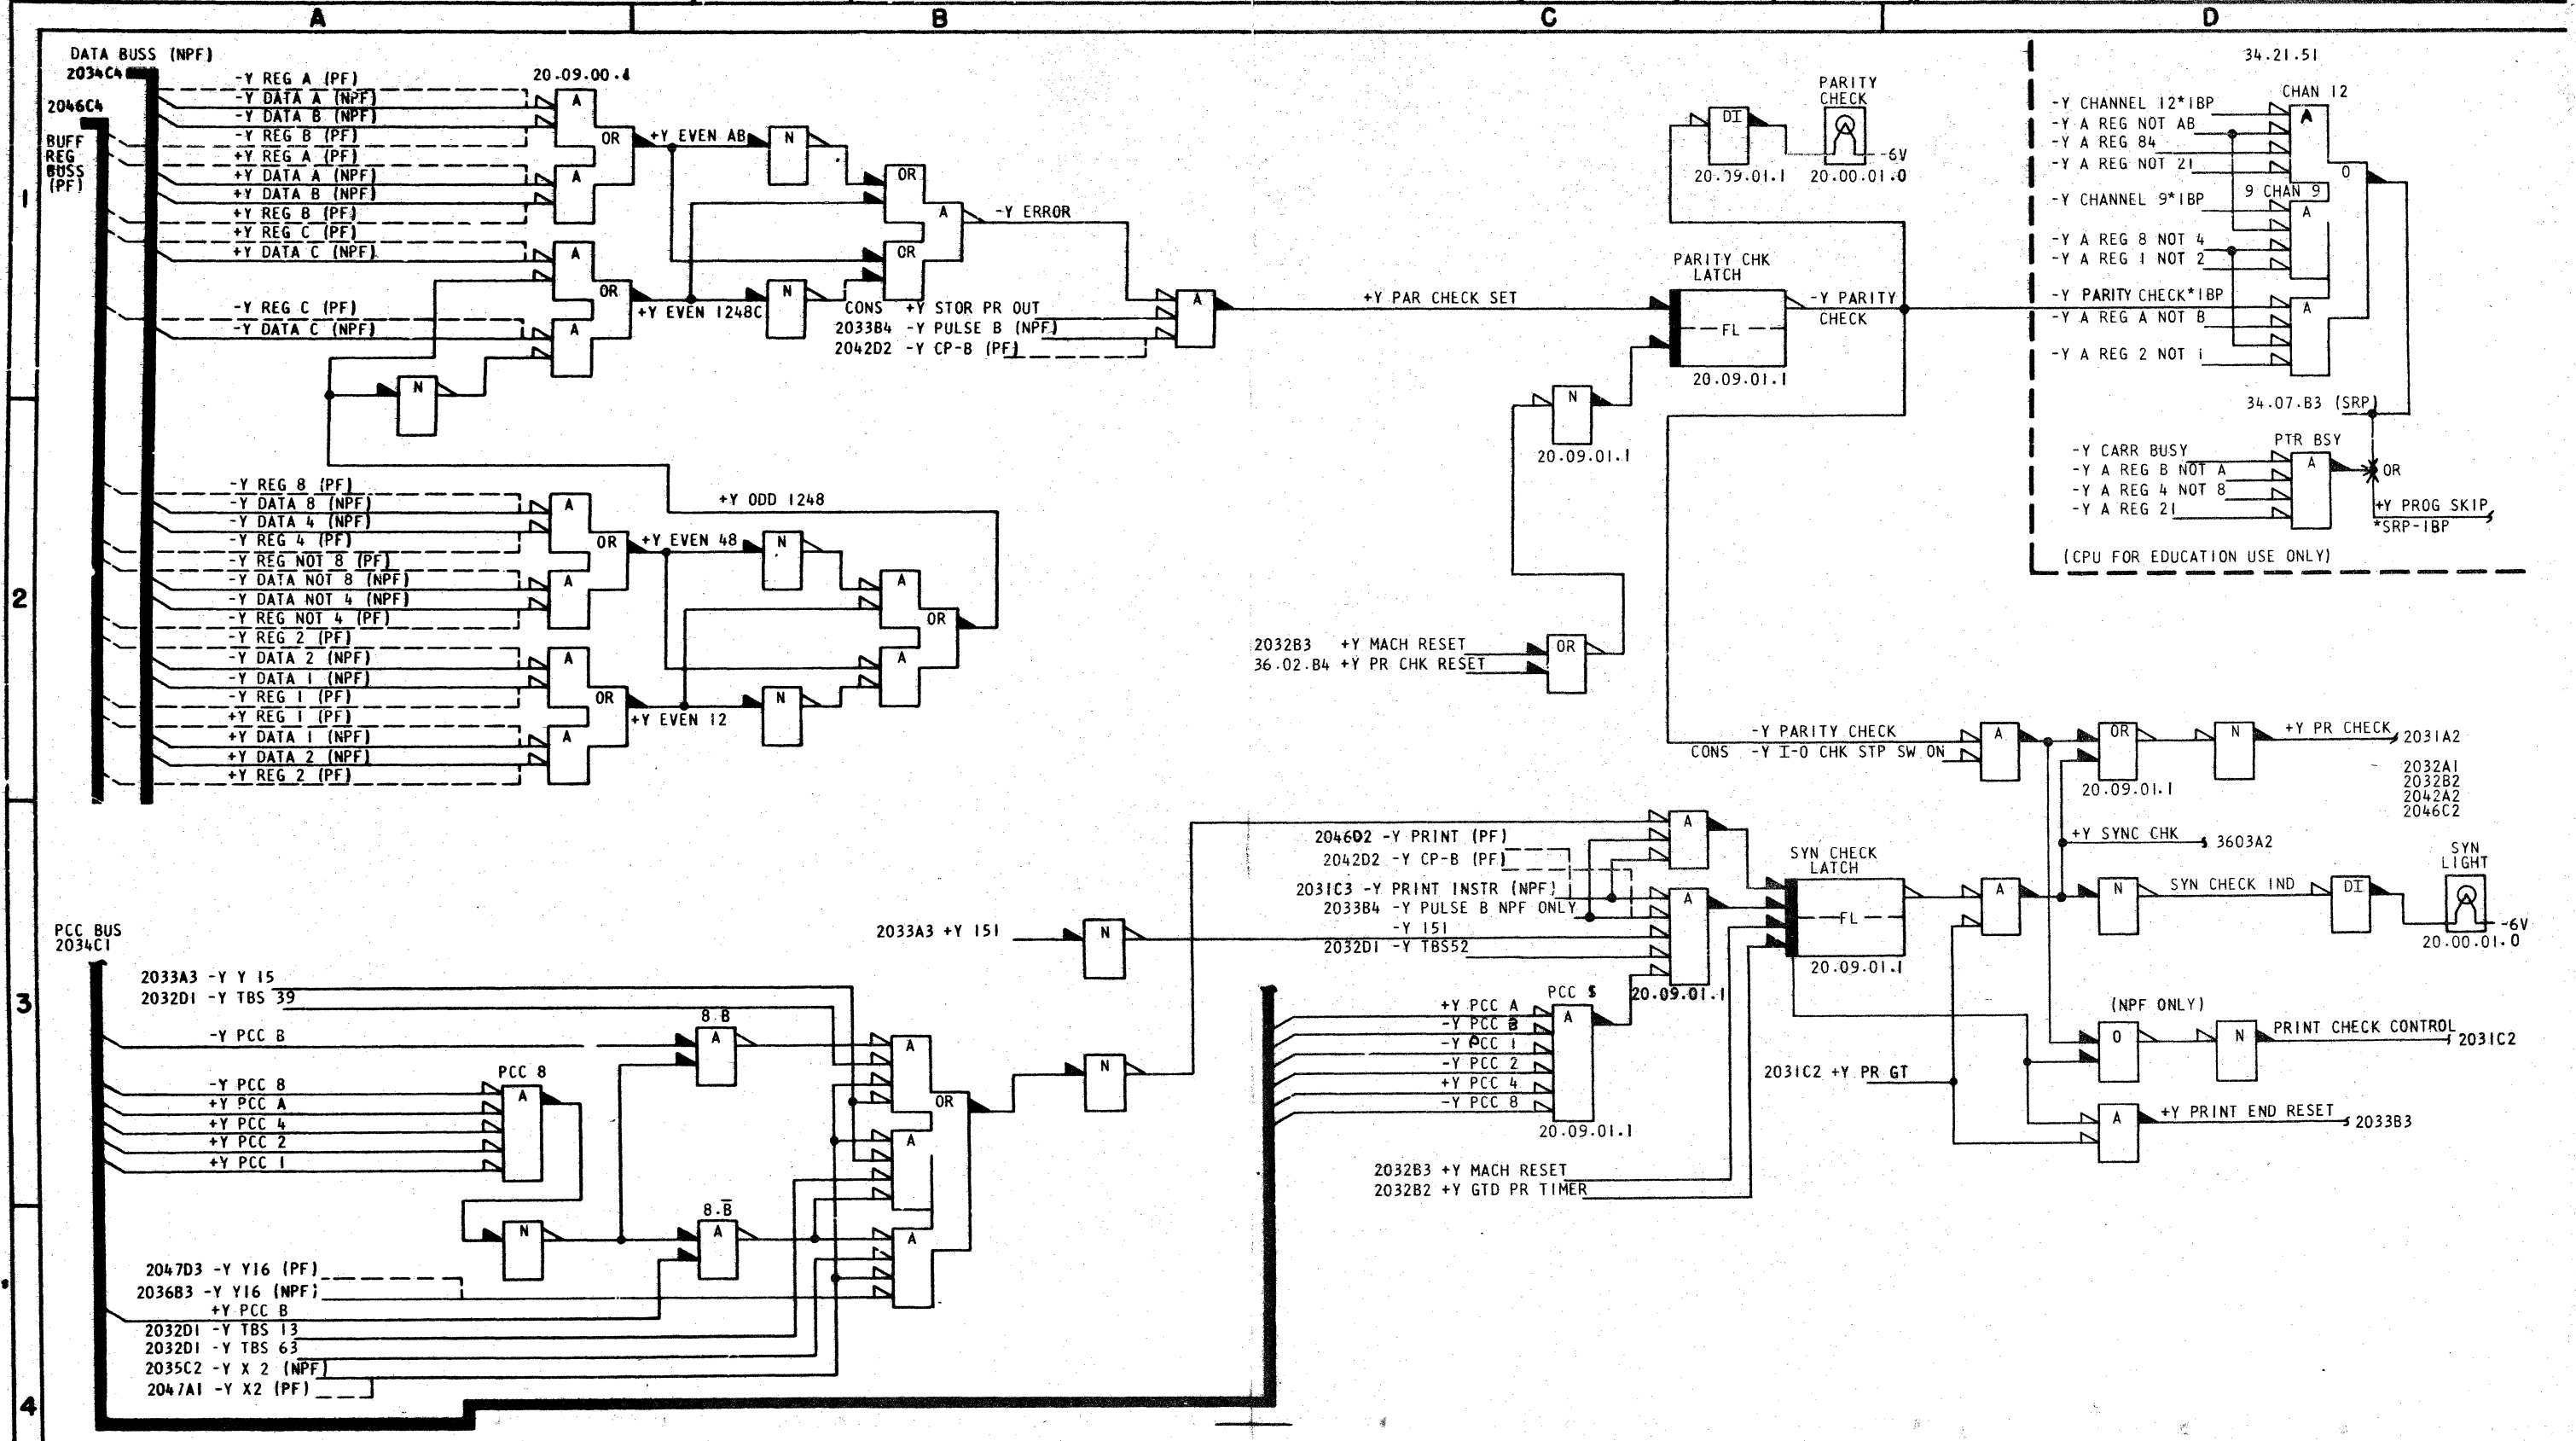 A
B
C
D
1
2
3
4
DATA BUSS (NPF)
2034C4
2046C4
BUFF
REG
BUSS
(PF)
-Y REG A (PF)
-Y DATA A (NPF)
-Y DATA B (NPF)
-Y REG B (PF)
+Y REG A (PF)
+Y DATA A (NPF)
+Y DATA B (NPF)
+Y REG B (PF)
+Y REG C (PF)
+Y DATA C (NPF)
-Y REG C (PF)
-Y DATA C (NPF)
20.09.00.1
A
OR
A
A
OR
A
N
+Y EVEN AB
N
OR
A
OR
-Y ERROR
+Y EVEN 1248C
N
CONS +Y STOR PR OUT
2033B4 -Y PULSE B (NPF)
2042D2 -Y CP-B (PF)
A
+Y PAR CHECK SET
PARITY CHK
LATCH
FL
20.09.01.1
-Y PARITY
CHECK
DI
20.09.01.1
PARITY
CHECK
-6V
20.00.01.0
N
20.09.01.1
34.21.51
CHAN 12
-Y CHANNEL 12*1BP
-Y A REG NOT AB
-Y A REG 84
-Y A REG NOT 21
A
O
9 CHAN 9
-Y CHANNEL 9*1BP
A
-Y A REG 8 NOT 4
-Y A REG 1 NOT 2
-Y PARITY CHECK*1BP
-Y A REG A NOT B
A
-Y A REG 2 NOT 1
34.07.B3 (SRP)
PTR BSY
-Y CARR BUSY
-Y A REG B NOT A
-Y A REG 4 NOT 8
-Y A REG 21
A
OR
+Y PROG SKIP
*SRP-1BP
(CPU FOR EDUCATION USE ONLY)
-Y REG 8 (PF)
-Y DATA 8 (NPF)
-Y DATA 4 (NPF)
-Y REG 4 (PF)
-Y REG NOT 8 (PF)
-Y DATA NOT 8 (NPF)
-Y DATA NOT 4 (NPF)
-Y REG NOT 4 (PF)
-Y REG 2 (PF)
-Y DATA 2 (NPF)
-Y DATA 1 (NPF)
-Y REG 1 (PF)
+Y REG 1 (PF)
+Y DATA 1 (NPF)
+Y DATA 2 (NPF)
+Y REG 2 (PF)
A
OR
A
A
OR
A
+Y EVEN 48
N
+Y ODD 1248
A
OR
A
+Y EVEN 12
N
2032B3 +Y MACH RESET
36.02.B4 +Y PR CHK RESET
OR
-Y PARITY CHECK
CONS -Y I-O CHK STP SW ON
A
OR
20.09.01.1
N
+Y PR CHECK
2031A2
2032A1
2032B2
2042A2
2046C2
+Y SYNC CHK
3603A2
2046D2 -Y PRINT (PF)
2042D2 -Y CP-B (PF)
2031C3 -Y PRINT INSTR (NPF)
2033B4 -Y PULSE B NPF ONLY
-Y 151
2032D1 -Y TBS52
A
A
20.09.01.1
SYN CHECK
LATCH
FL
20.09.01.1
A
N
SYN CHECK IND
DI
SYN
LIGHT
-6V
20.00.01.0
2033A3 +Y 151
N
PCC BUS
2034C1
2033A3 -Y Y 15
2032D1 -Y TBS 39
-Y PCC B
-Y PCC 8
+Y PCC A
+Y PCC 4
+Y PCC 2
+Y PCC 1
PCC 8
A
8.B
A
N
8.B̅
A
A
OR
A
A
N
2047D3 -Y Y16 (PF)
2036B3 -Y Y16 (NPF)
+Y PCC B
2032D1 -Y TBS 13
2032D1 -Y TBS 63
2035C2 -Y X 2 (NPF)
2047A1 -Y X2 (PF)
PCC $
+Y PCC A
-Y PCC B
-Y PCC 1
-Y PCC 2
+Y PCC 4
-Y PCC 8
A
20.09.01.1
2032B3 +Y MACH RESET
2032B2 +Y GTD PR TIMER
2031C2 +Y PR GT
(NPF ONLY)
O
N
PRINT CHECK CONTROL
2031C2
A
+Y PRINT END RESET
2033B3